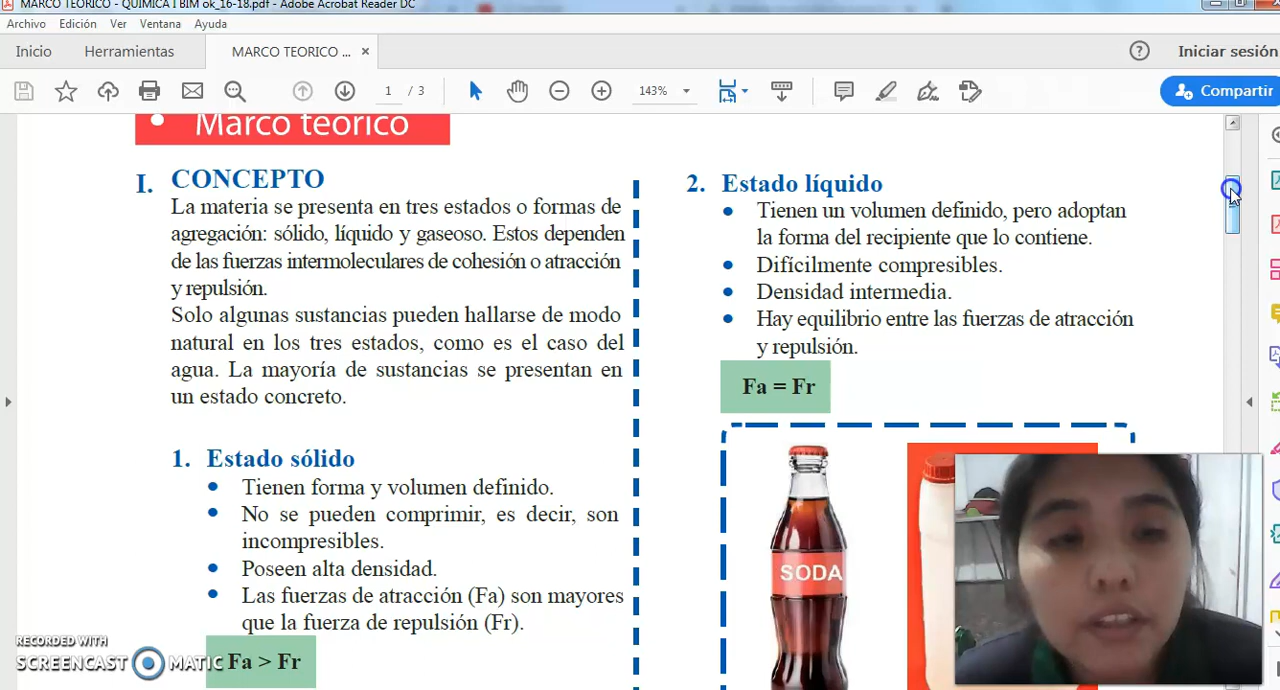 MARCO TEORICO - QUIMICA I BIM ok_16-18.pdf - Adobe Acrobat Reader DC
Archivo Edición Ver Ventana Ayuda
Inicio Herramientas MARCO TEORICO ... × Iniciar sesión
1 / 3 143% Compartir
• Marco teórico
I. CONCEPTO
La materia se presenta en tres estados o formas de
agregación: sólido, líquido y gaseoso. Estos dependen
de las fuerzas intermoleculares de cohesión o atracción
y repulsión.
Solo algunas sustancias pueden hallarse de modo
natural en los tres estados, como es el caso del
agua. La mayoría de sustancias se presentan en
un estado concreto.
1. Estado sólido
• Tienen forma y volumen definido.
• No se pueden comprimir, es decir, son
incompresibles.
• Poseen alta densidad.
• Las fuerzas de atracción (Fa) son mayores
que la fuerza de repulsión (Fr).
Fa > Fr
2. Estado líquido
• Tienen un volumen definido, pero adoptan
la forma del recipiente que lo contiene.
• Difícilmente compresibles.
• Densidad intermedia.
• Hay equilibrio entre las fuerzas de atracción
y repulsión.
Fa = Fr
SODA
RECORDED WITH
SCREENCAST MATIC